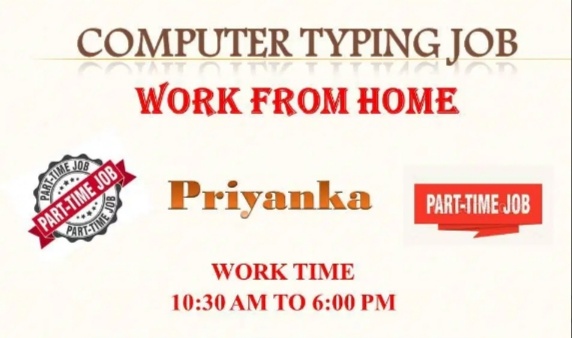 COMPUTER TYPING JOB
WORK FROM HOME
PART-TIME JOB
PART-TIME JOB
PART-TIME JOB
Priyanka
PART-TIME JOB
WORK TIME
10:30 AM TO 6:00 PM